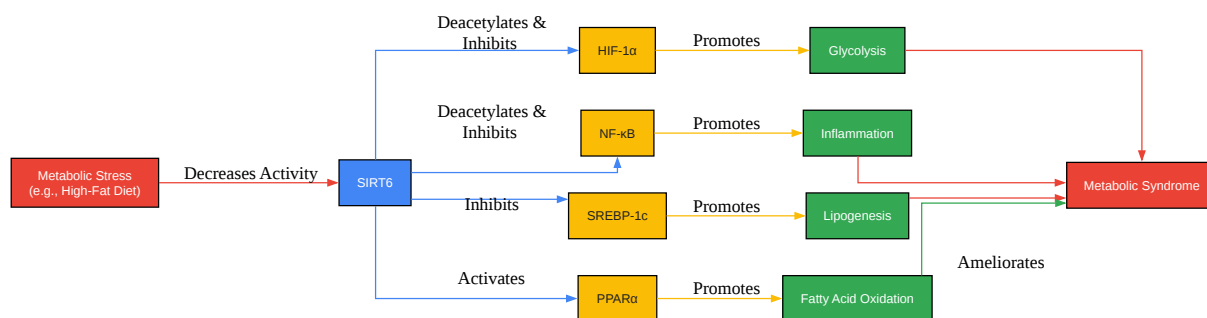 Deacetylates &
Inhibits
HIF-1α
Promotes
Glycolysis
Deacetylates &
Inhibits
NF-κB
Promotes
Inflammation
Metabolic Stress
(e.g., High-Fat Diet)
Decreases Activity
SIRT6
Metabolic Syndrome
Inhibits
SREBP-1c
Promotes
Lipogenesis
Activates
PPARα
Promotes
Fatty Acid Oxidation
Ameliorates